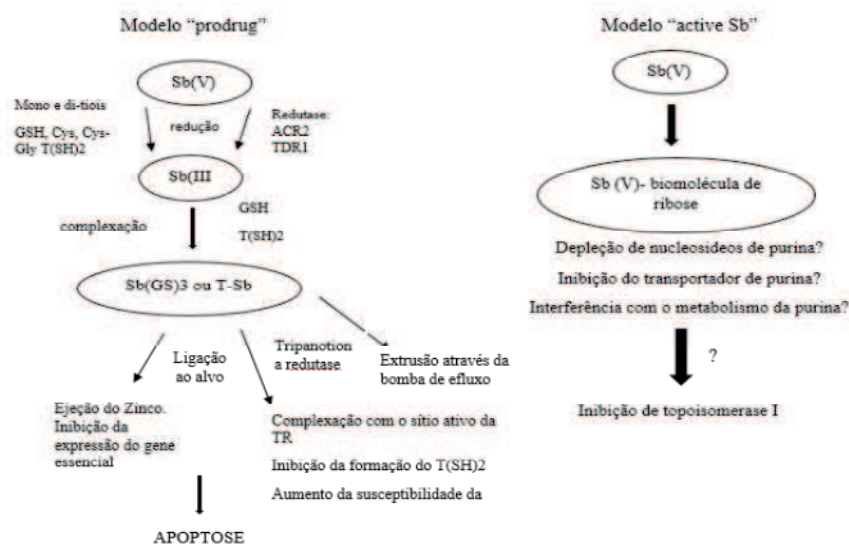 Modelo “prodrug”
Sb(V)
Mono e di-tiois
GSH, Cys, Cys-
Gly T(SH)2
redução
Redutase:
ACR2
TDR1
Sb(III
complexação
GSH
T(SH)2
Sb(GS)3 ou T-Sb
Ligação
ao alvo
Tripanotion
a redutase
Extrusão através da
bomba de efluxo
Ejeção do Zinco.
Inibição da
expressão do gene
essencial
Complexação com o sítio ativo da
TR
Inibição da formação do T(SH)2
Aumento da susceptibilidade da
APOPTOSE
Modelo “active Sb”
Sb(V)
Sb (V)- biomolécula de
ribose
Depleção de nucleosideos de purina?
Inibição do transportador de purina?
Interferência com o metabolismo da purina?
?
Inibição de topoisomerase I